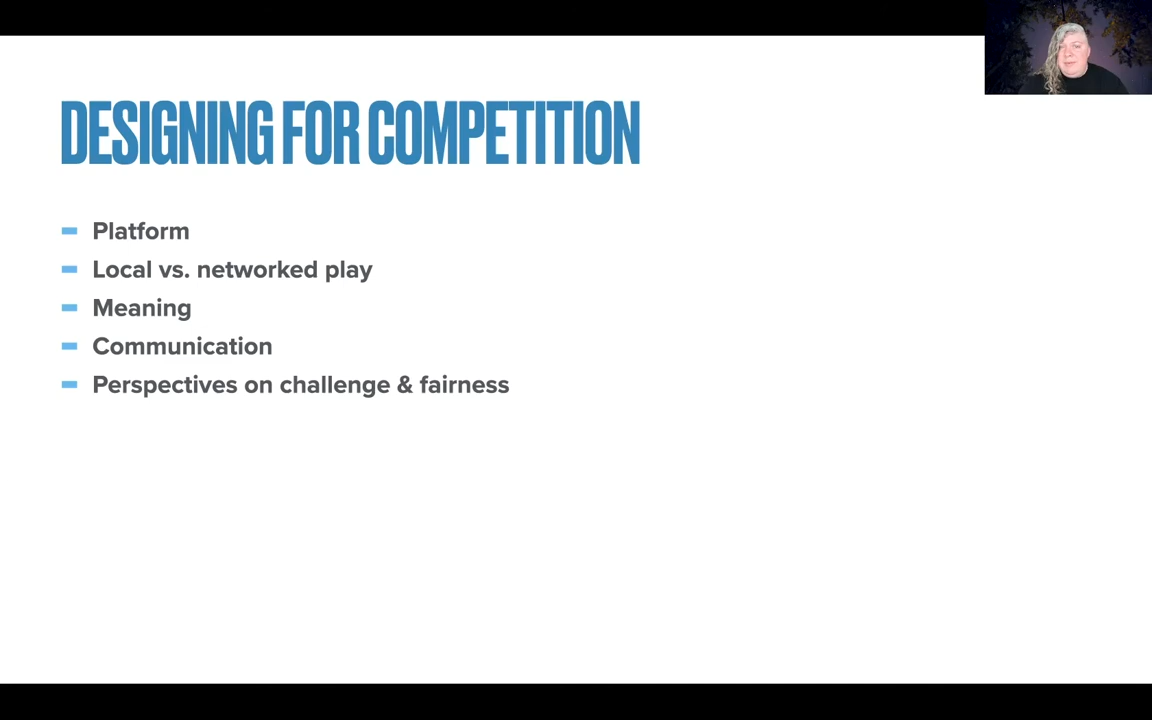 DESIGNING FOR COMPETITION
Platform
Local vs. networked play
Meaning
Communication
Perspectives on challenge & fairness